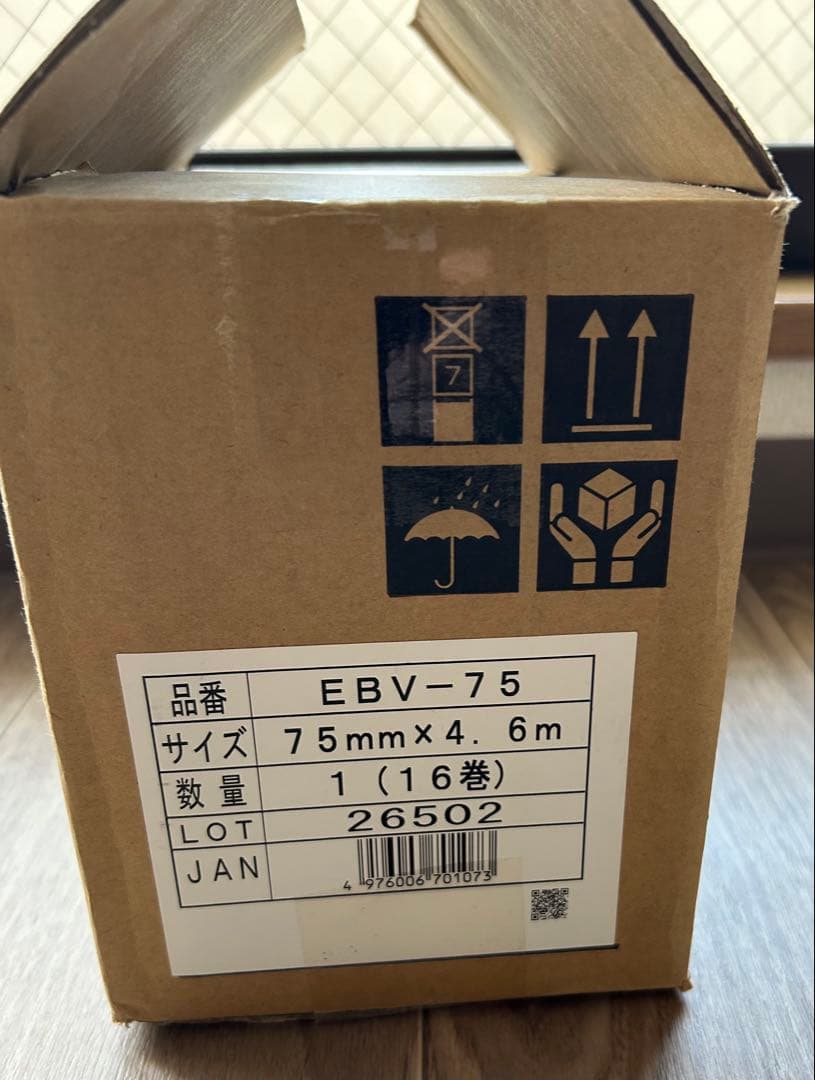 7
品番 EBV-75
サイズ 75mm×4. 6m
数量 1(16巻)
LOT 26502
JAN
4 976006 701073